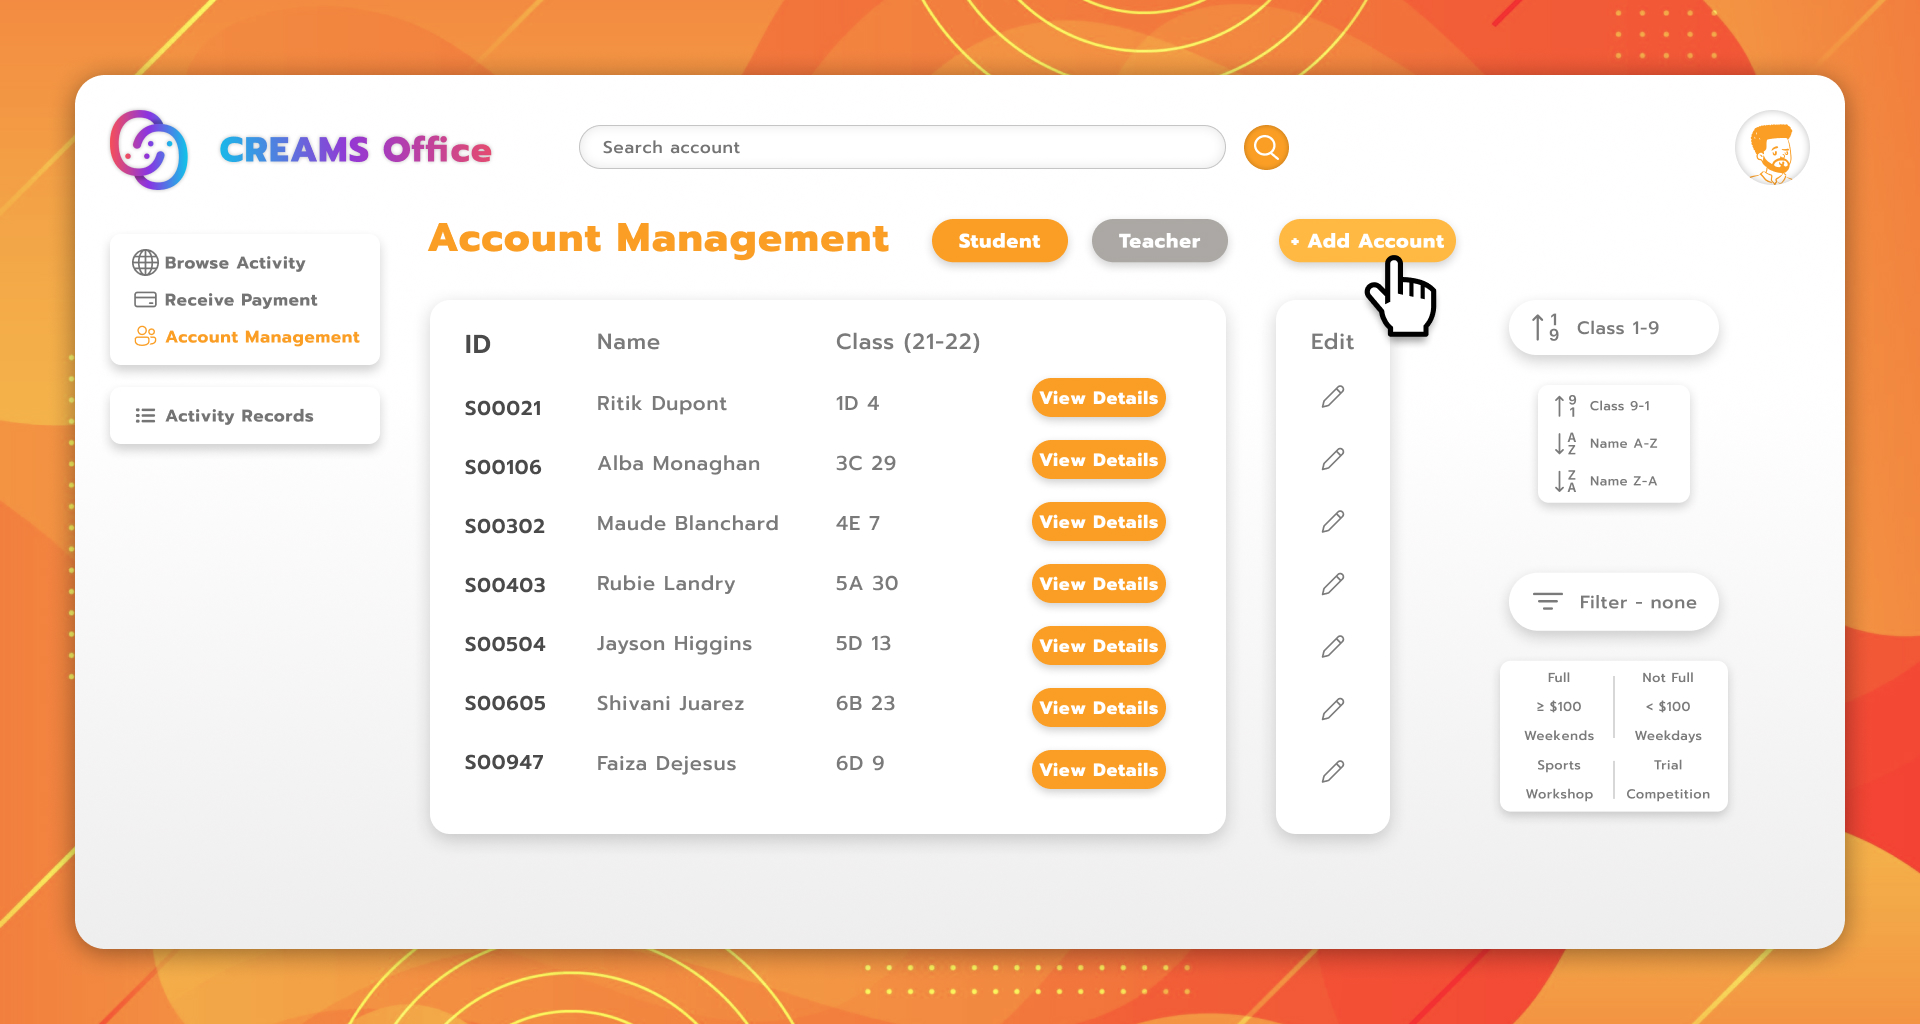 CREAMS Office
Search account
Account Management
Student
Teacher
+ Add Account
Browse Activity
Receive Payment
Account Management
Activity Records
ID Name Class (21-22)
S00021 Ritik Dupont 1D 4 View Details
S00106 Alba Monaghan 3C 29 View Details
S00302 Maude Blanchard 4E 7 View Details
S00403 Rubie Landry 5A 30 View Details
S00504 Jayson Higgins 5D 13 View Details
S00605 Shivani Juarez 6B 23 View Details
S00947 Faiza Dejesus 6D 9 View Details
Edit
1 9 Class 1-9
9 1 Class 9-1
A Z Name A-Z
Z A Name Z-A
Filter - none
Full Not Full
≥ $100 < $100
Weekends Weekdays
Sports Trial
Workshop Competition